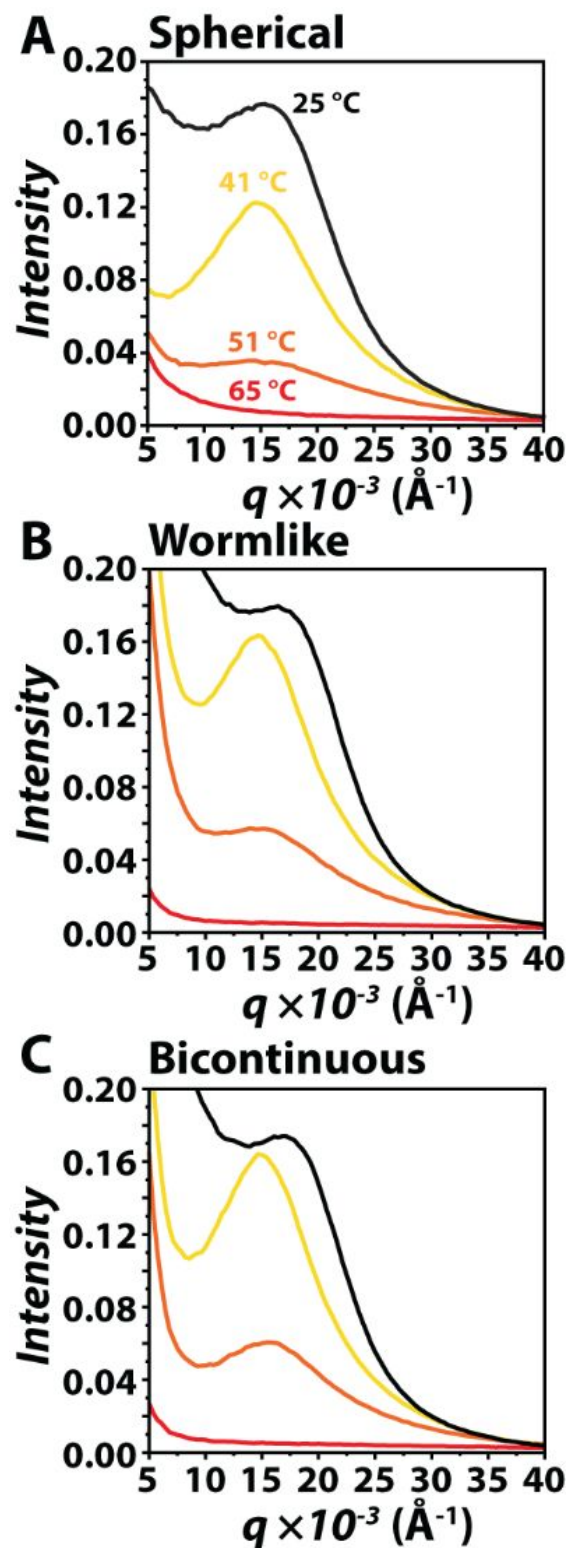 A Spherical
0.20
0.16
0.12
0.08
0.04
0.00
Intensity
25 °C
41 °C
51 °C
65 °C
5 10 15 20 25 30 35 40
q ×10⁻³ (Å⁻¹)
B Wormlike
0.20
0.16
0.12
0.08
0.04
0.00
Intensity
5 10 15 20 25 30 35 40
q ×10⁻³ (Å⁻¹)
C Bicontinuous
0.20
0.16
0.12
0.08
0.04
0.00
Intensity
5 10 15 20 25 30 35 40
q ×10⁻³ (Å⁻¹)